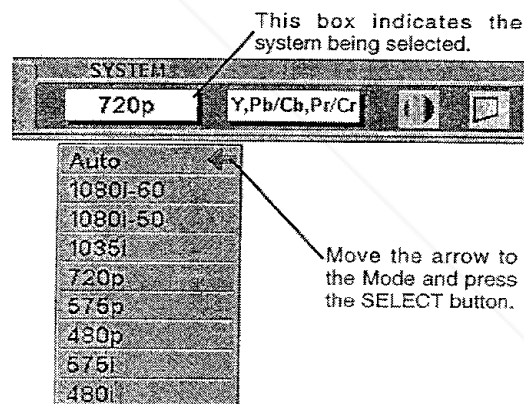 This box indicates the
system being selected.
SYSTEM
720p
Y,Pb/Cb,Pr/Cr
Auto
1080i-60
1080i-50
1035i
720p
575p
480p
575i
480i
Move the arrow to
the Mode and press
the SELECT button.